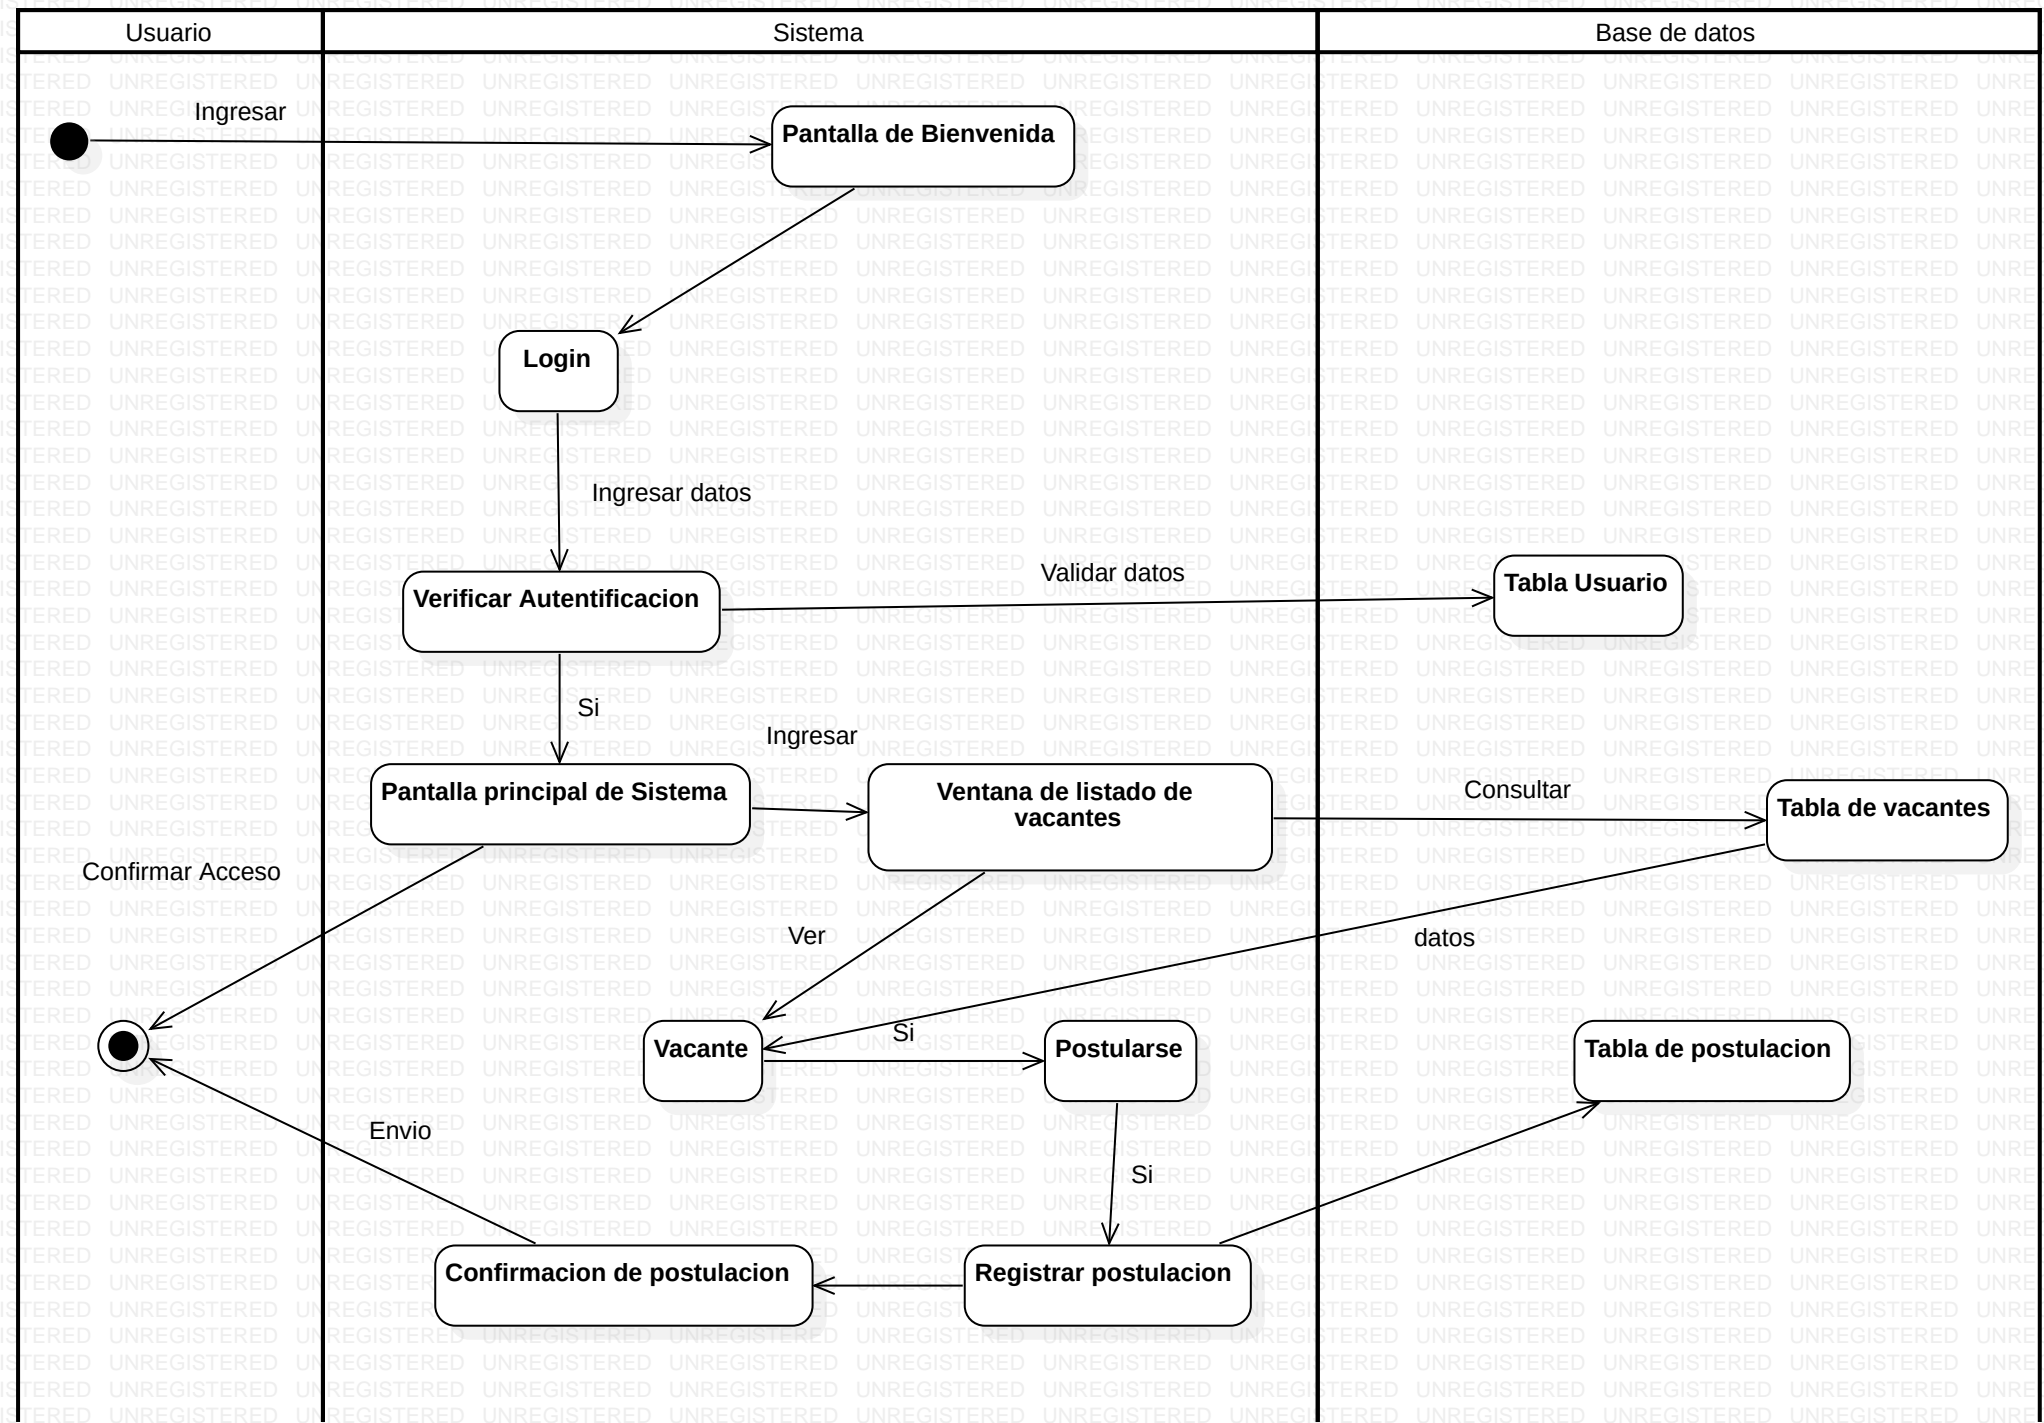 Usuario
Sistema
Base de datos
Ingresar
Pantalla de Bienvenida
Login
Ingresar datos
Verificar Autentificacion
Validar datos
Tabla Usuario
Si
Ingresar
Pantalla principal de Sistema
Ventana de listado de
vacantes
Consultar
Tabla de vacantes
Confirmar Acceso
Ver
datos
Vacante
Si
Postularse
Tabla de postulacion
Envio
Si
Confirmacion de postulacion
Registrar postulacion
UNREGISTERED